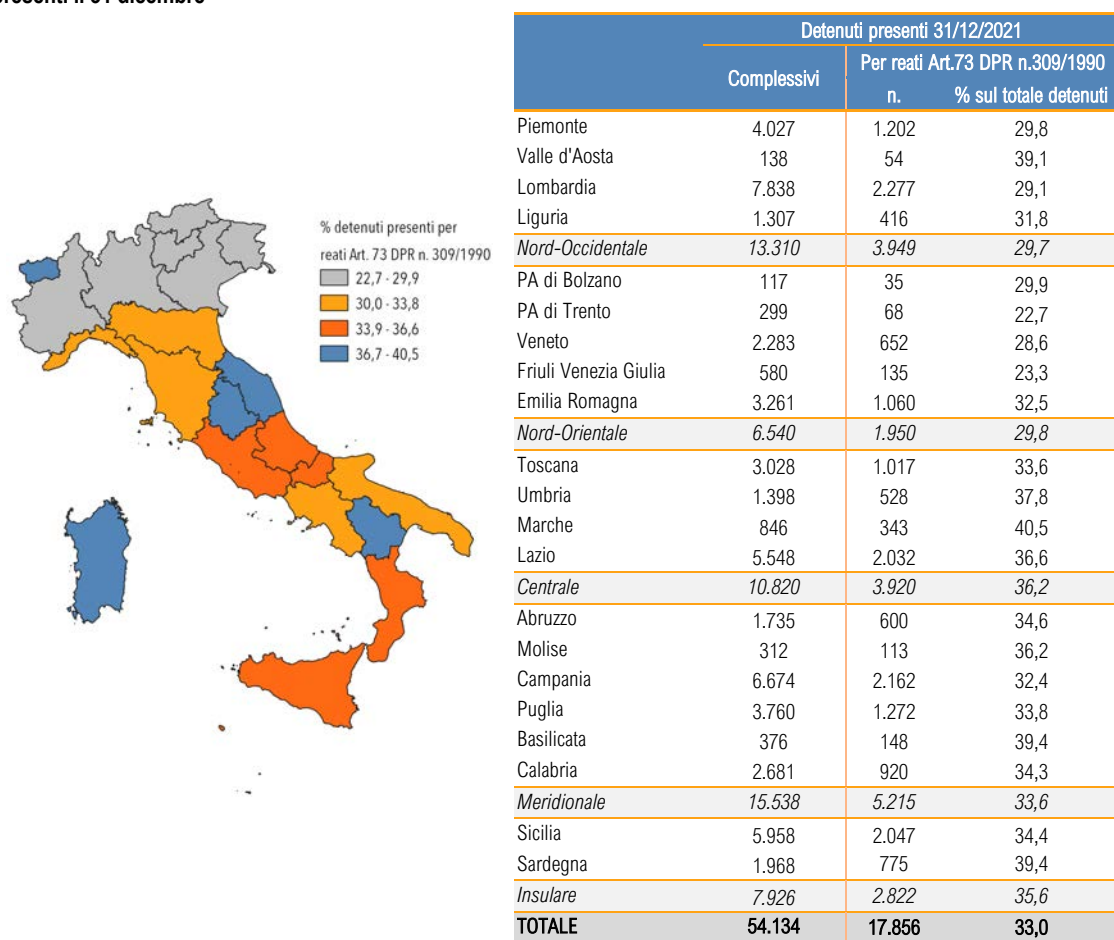 presenti il 31 dicembre
% detenuti presenti per
reati Art. 73 DPR n. 309/1990
22,7 - 29,9
30,0 - 33,8
33,9 - 36,6
36,7 - 40,5
Detenuti presenti 31/12/2021
Complessivi
Per reati Art.73 DPR n.309/1990
n. % sul totale detenuti
Piemonte 4.027 1.202 29,8
Valle d'Aosta 138 54 39,1
Lombardia 7.838 2.277 29,1
Liguria 1.307 416 31,8
Nord-Occidentale 13.310 3.949 29,7
PA di Bolzano 117 35 29,9
PA di Trento 299 68 22,7
Veneto 2.283 652 28,6
Friuli Venezia Giulia 580 135 23,3
Emilia Romagna 3.261 1.060 32,5
Nord-Orientale 6.540 1.950 29,8
Toscana 3.028 1.017 33,6
Umbria 1.398 528 37,8
Marche 846 343 40,5
Lazio 5.548 2.032 36,6
Centrale 10.820 3.920 36,2
Abruzzo 1.735 600 34,6
Molise 312 113 36,2
Campania 6.674 2.162 32,4
Puglia 3.760 1.272 33,8
Basilicata 376 148 39,4
Calabria 2.681 920 34,3
Meridionale 15.538 5.215 33,6
Sicilia 5.958 2.047 34,4
Sardegna 1.968 775 39,4
Insulare 7.926 2.822 35,6
TOTALE 54.134 17.856 33,0